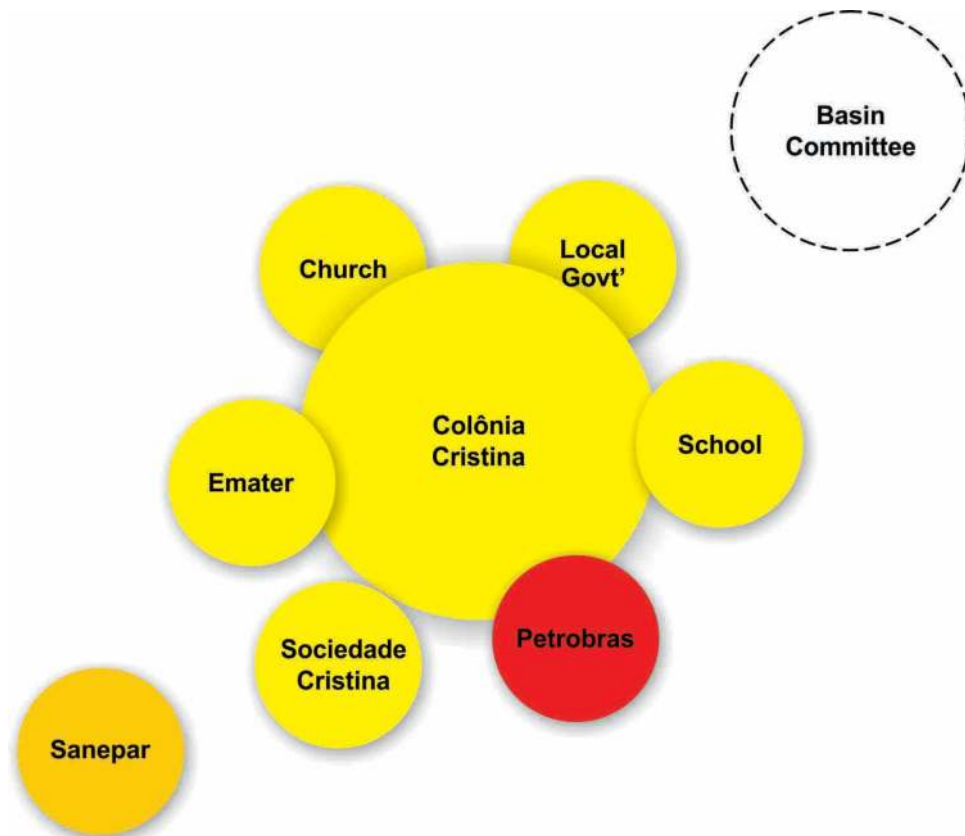 Basin
Committee
Church
Local
Govt'
Colônia
Cristina
School
Emater
Sociedade
Cristina
Petrobras
Sanepar